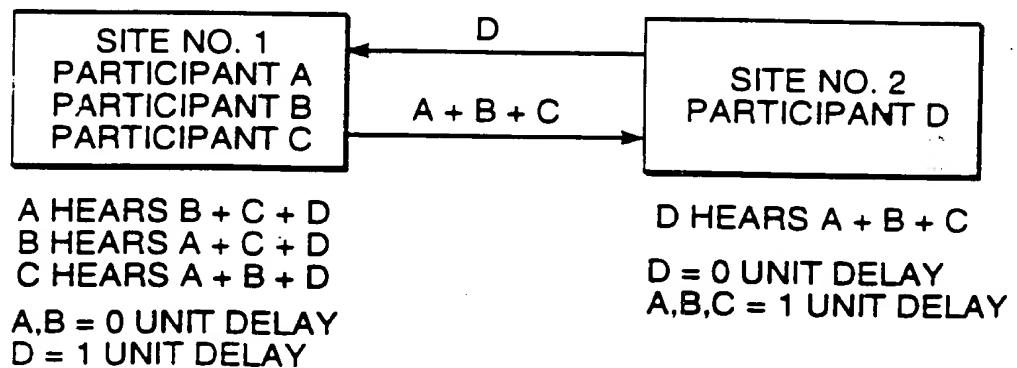 SITE NO. 1
PARTICIPANT A
PARTICIPANT B
PARTICIPANT C
D
A + B + C
SITE NO. 2
PARTICIPANT D
A HEARS B + C + D
B HEARS A + C + D
C HEARS A + B + D
A,B = 0 UNIT DELAY
D = 1 UNIT DELAY
D HEARS A + B + C
D = 0 UNIT DELAY
A,B,C = 1 UNIT DELAY